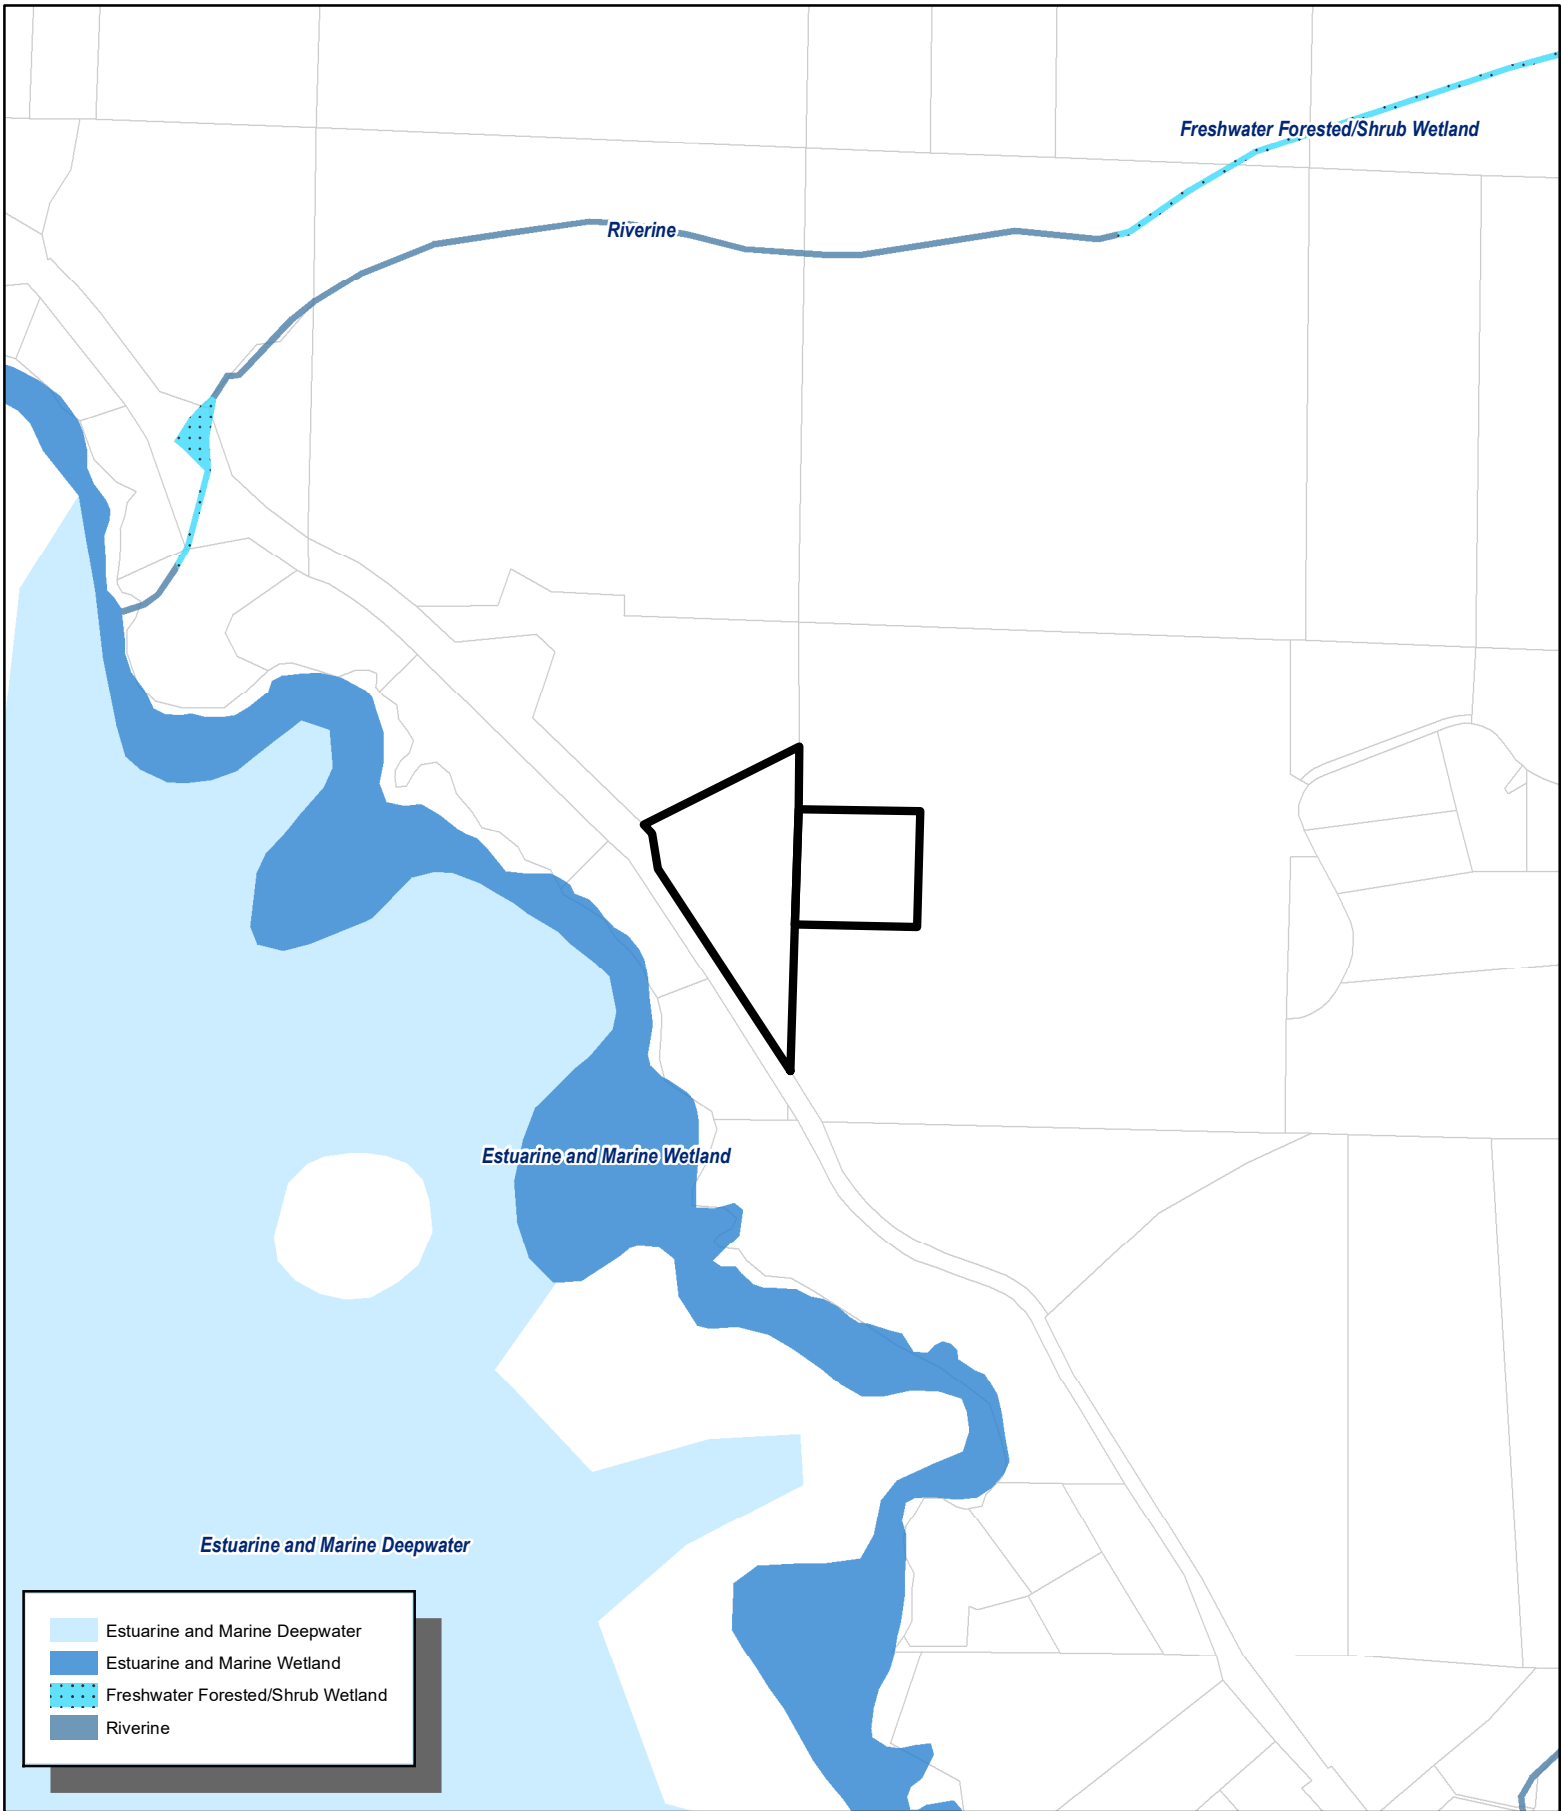 Freshwater Forested/Shrub Wetland
Riverine
Estuarine and Marine Wetland
Estuarine and Marine Deepwater
Estuarine and Marine Deepwater
Estuarine and Marine Wetland
Freshwater Forested/Shrub Wetland
Riverine